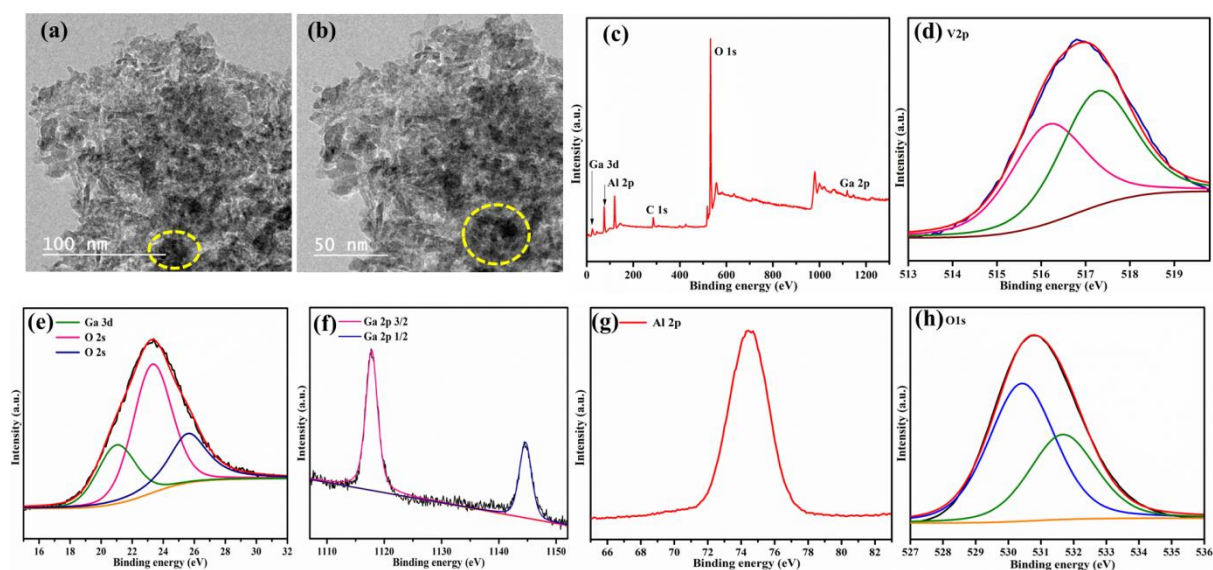 (a)
100 nm
(b)
50 nm
(c)
O 1s
Ga 3d
Al 2p
C 1s
Ga 2p
Intensity (a.u.)
0 200 400 600 800 1000 1200
Binding energy (eV)
(d)
V2p
Intensity (a.u.)
513 514 515 516 517 518 519
Binding energy (eV)
(e)
Ga 3d
O 2s
O 2s
Intensity (a.u.)
15 16 18 20 22 24 26 28 30 32
Binding energy (eV)
(f)
Ga 2p 3/2
Ga 2p 1/2
Intensity (a.u.)
1110 1120 1130 1140 1150
Binding energy (eV)
(g)
Al 2p
Intensity (a.u.)
66 68 70 72 74 76 78 80 82
Binding energy (eV)
(h)
O1s
Intensity (a.u.)
527 528 529 530 531 532 533 534 535 536
Binding energy (eV)